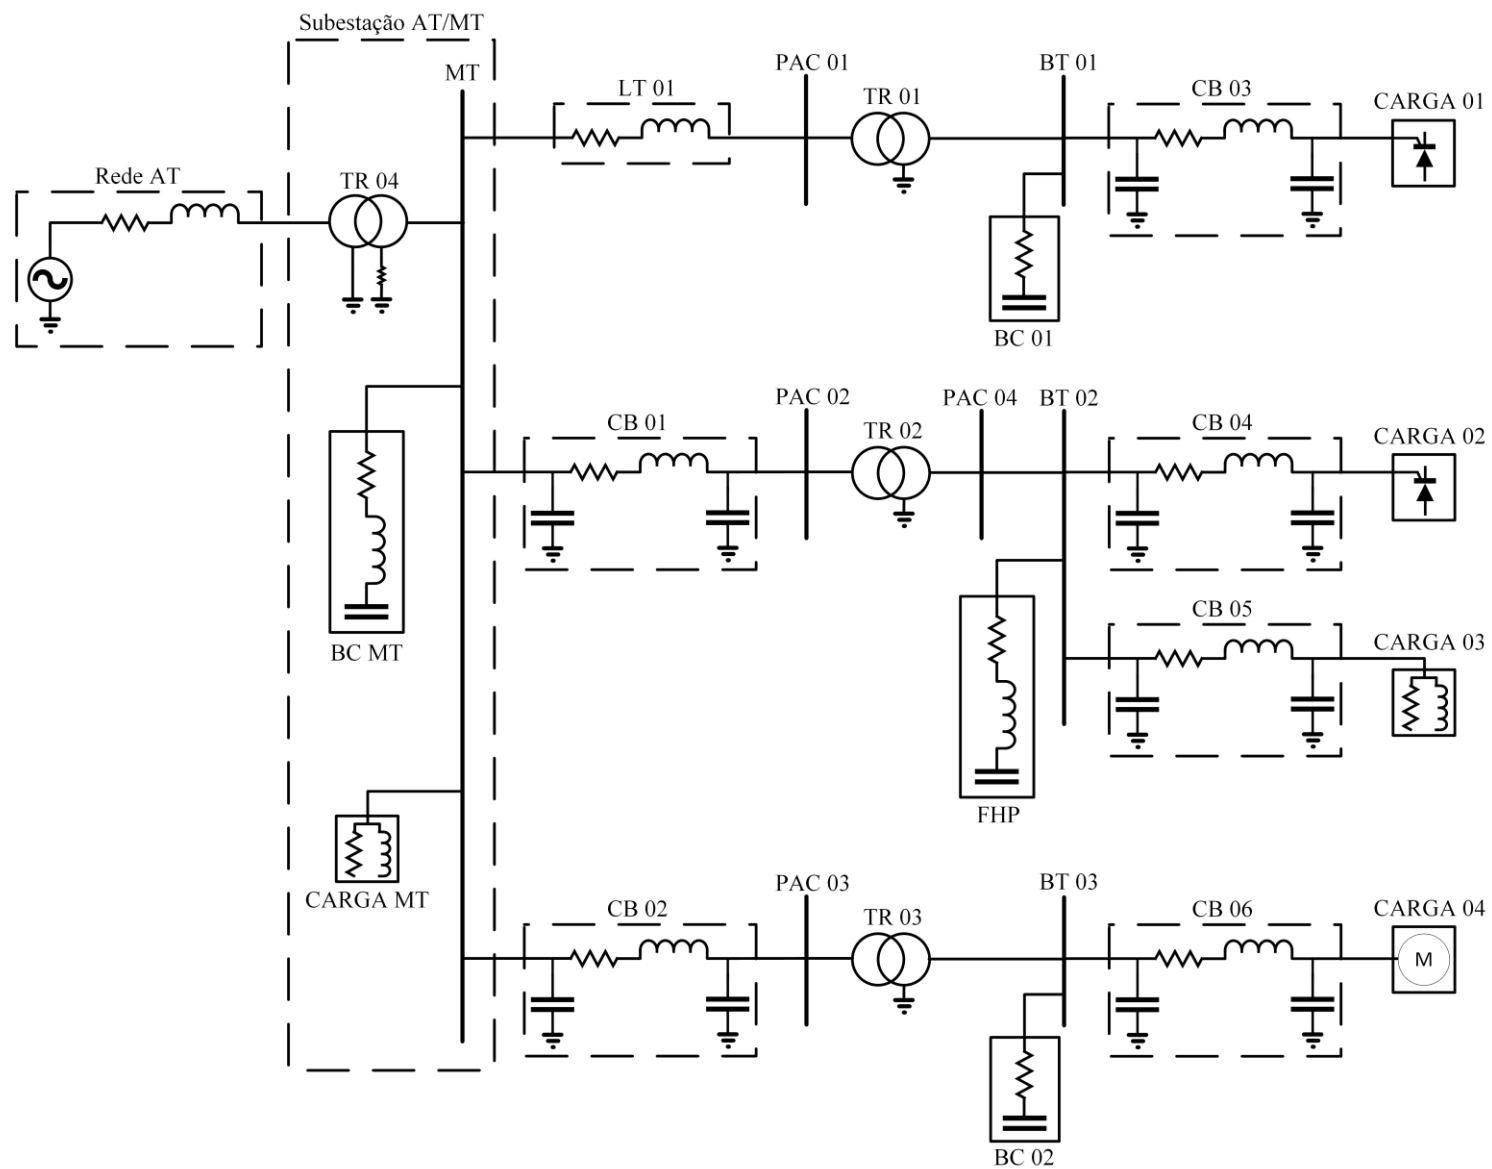 Subestação AT/MT
MT
Rede AT
TR 04
LT 01
PAC 01
TR 01
BT 01
CB 03
CARGA 01
BC 01
BC MT
CARGA MT
CB 01
PAC 02
TR 02
PAC 04
BT 02
CB 04
CARGA 02
CB 05
CARGA 03
FHP
CB 02
PAC 03
TR 03
BT 03
CB 06
CARGA 04
M
BC 02